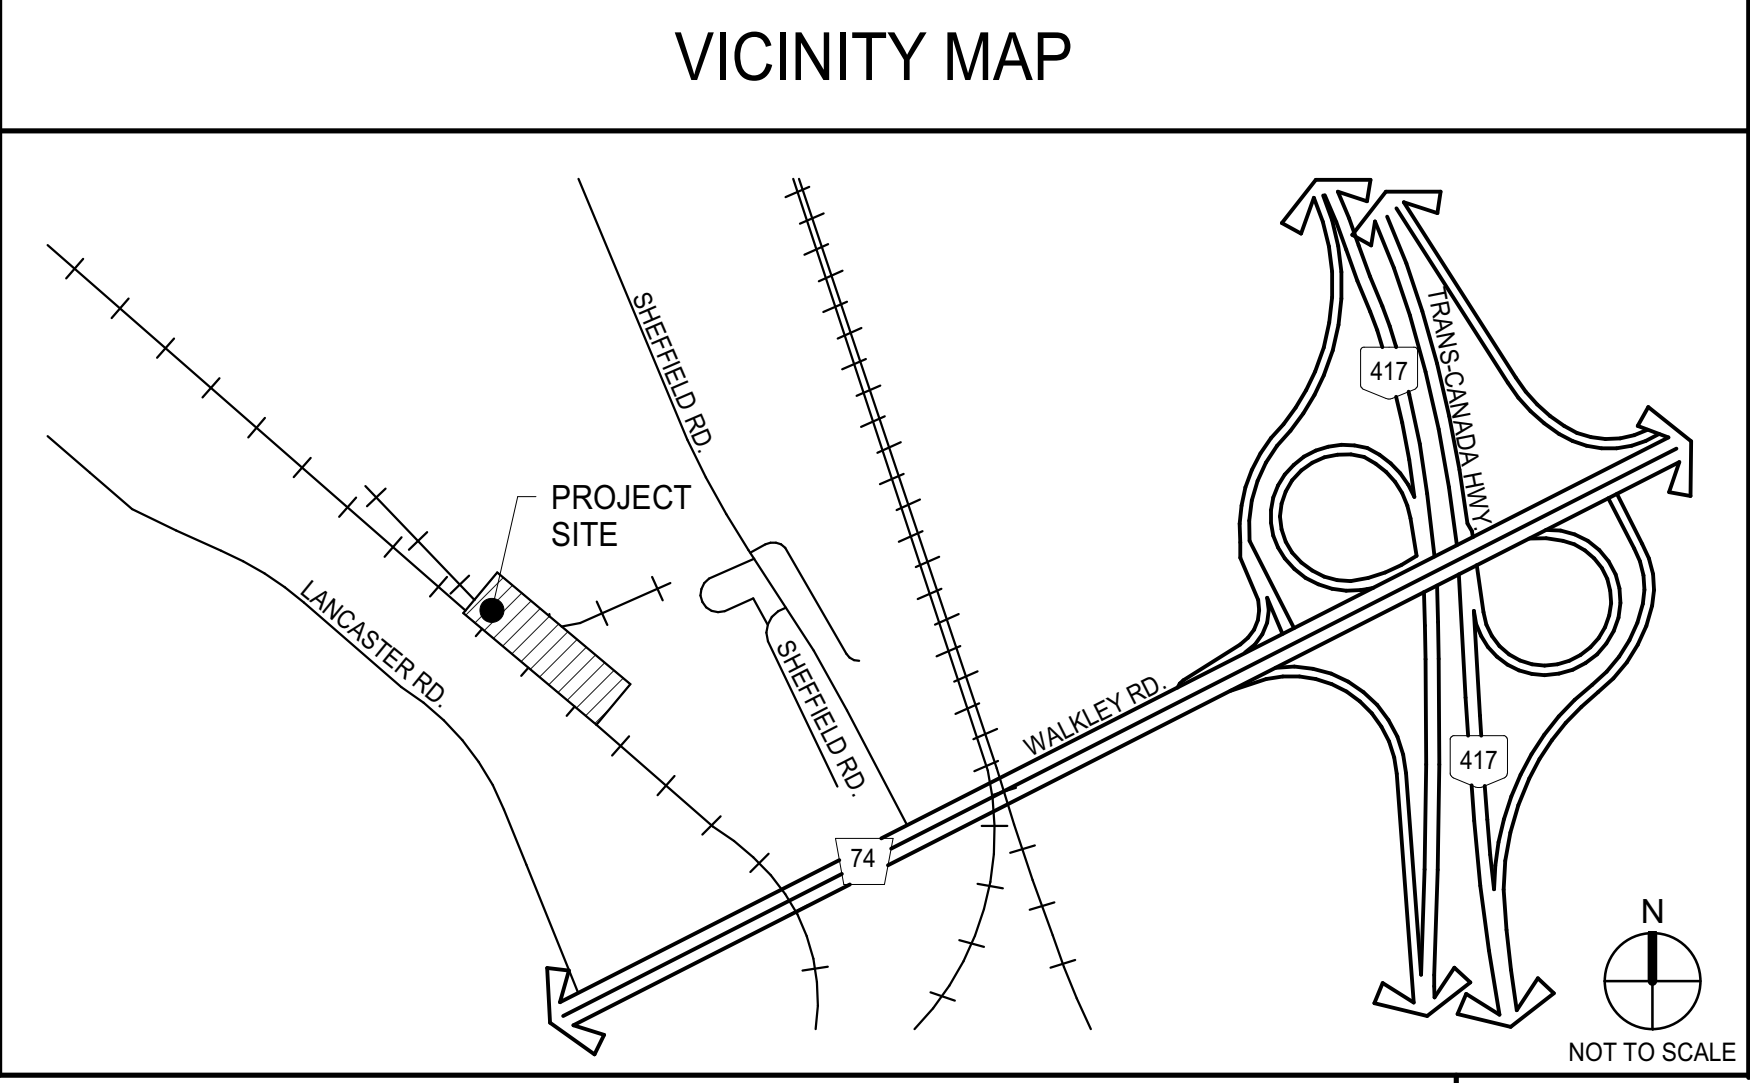 VICINITY MAP
SHEFFIELD RD.
TRANS-CANADA HWY.
417
PROJECT
SITE
LANCASTER RD.
SHEFFIELD RD.
WALKLEY RD.
417
74
N
NOT TO SCALE